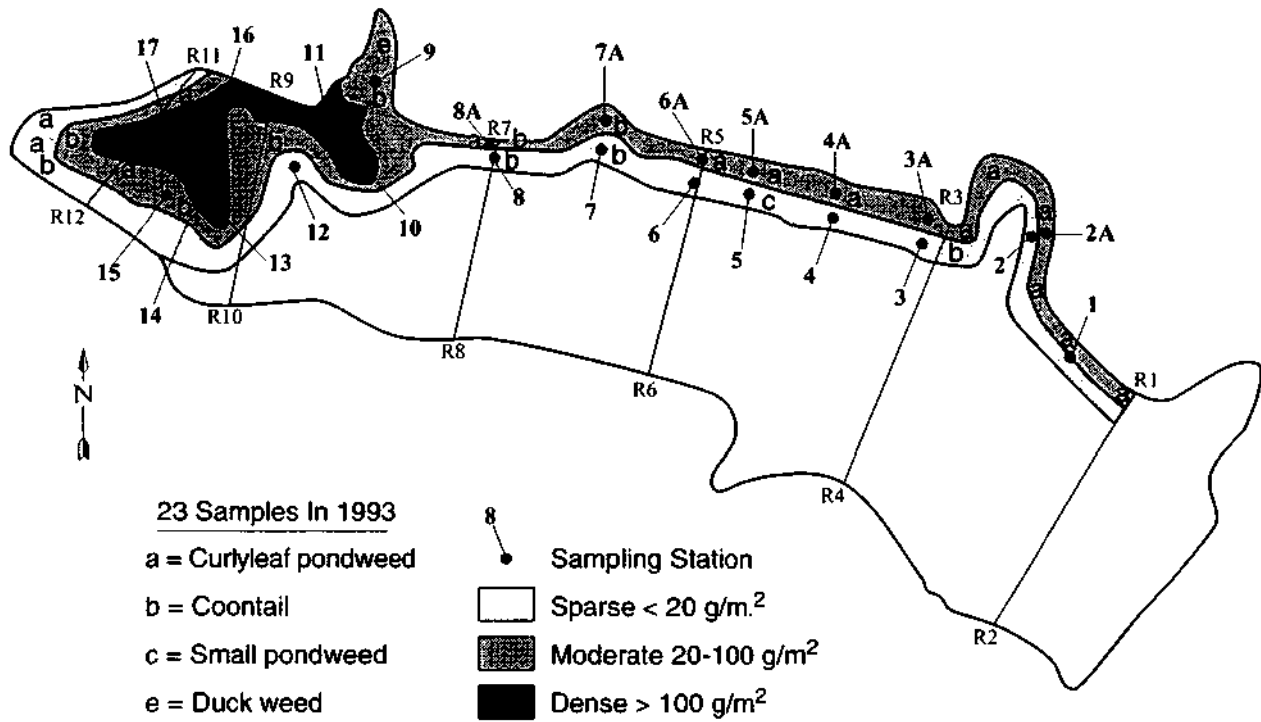 7A
16
17
R11
11
9
R9
e
6A
5A
8A
R7
4A
a
b
b
R5
3A
a
b
a
b
b
b
a
a
a
R3
a
a
b
b
b
c
a
a
a
R12
b
8
7
6
b
2A
12
10
5
4
3
2
15
13
a
1
14
R10
R8
R1
N
R6
R4
23 Samples In 1993
8
a = Curlyleaf pondweed
Sampling Station
b = Coontail
Sparse < 20 g/m.²
R2
c = Small pondweed
Moderate 20-100 g/m²
e = Duck weed
Dense > 100 g/m²